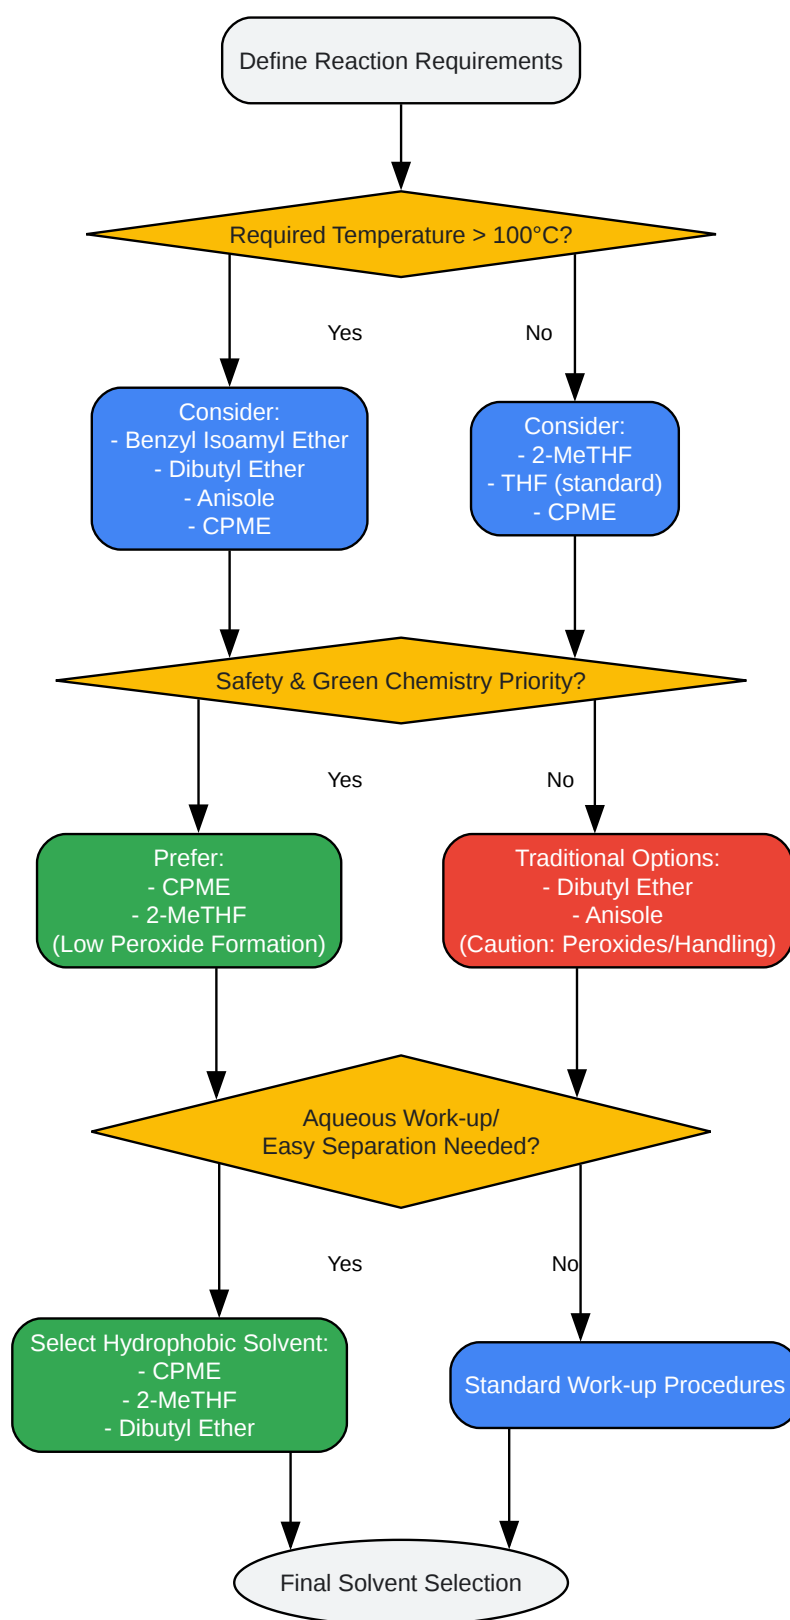 Define Reaction Requirements
Required Temperature > 100°C?
Yes
No
Consider:
- Benzyl Isoamyl Ether
- Dibutyl Ether
- Anisole
- CPME
Consider:
- 2-MeTHF
- THF (standard)
- CPME
Safety & Green Chemistry Priority?
Yes
No
Prefer:
- CPME
- 2-MeTHF
(Low Peroxide Formation)
Traditional Options:
- Dibutyl Ether
- Anisole
(Caution: Peroxides/Handling)
Aqueous Work-up/
Easy Separation Needed?
Yes
No
Select Hydrophobic Solvent:
- CPME
- 2-MeTHF
- Dibutyl Ether
Standard Work-up Procedures
Final Solvent Selection